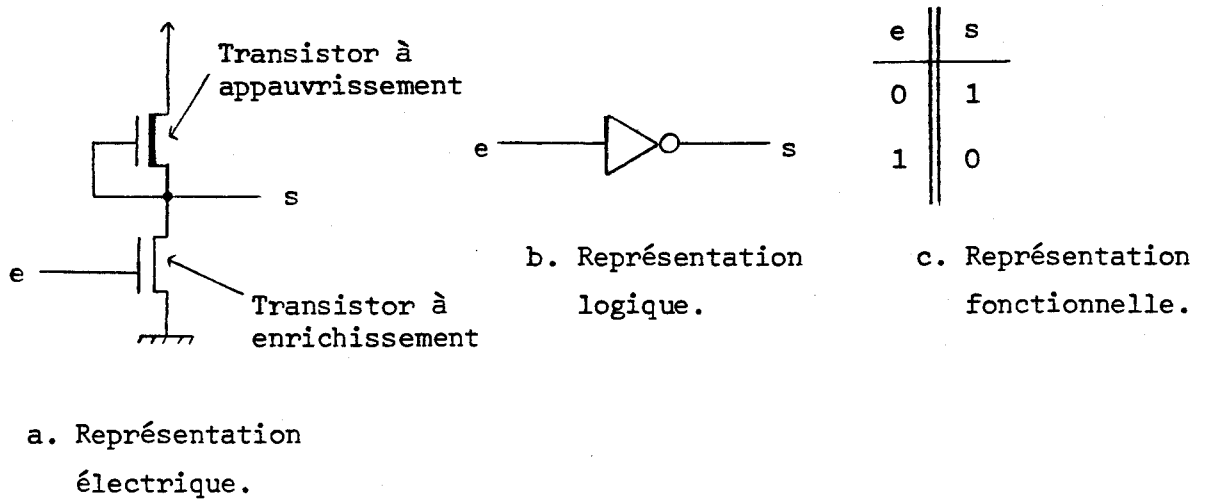 Transistor à
appauvrissement
s
e
Transistor à
enrichissement
a. Représentation
électrique.
e
s
b. Représentation
logique.
e s
0 1
1 0
c. Représentation
fonctionnelle.